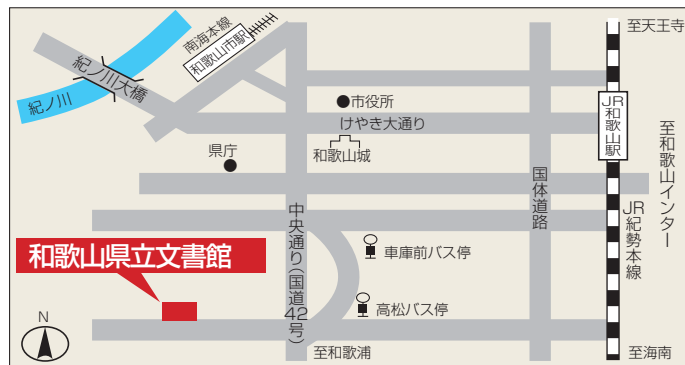 至天王寺
南海本線
和歌山市駅
紀ノ川大橋
紀ノ川
市役所
けやき大通り
JR和歌山駅
県庁
和歌山城
至和歌山インター
国体道路
中央通り(国道42号)
JR紀勢本線
和歌山県立文書館
車庫前バス停
高松バス停
N
至和歌浦
至海南